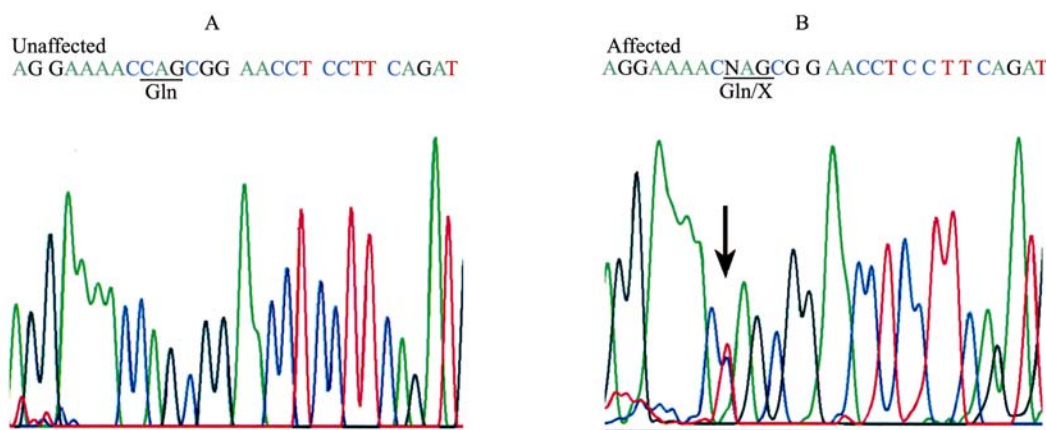 A
Unaffected
AG GAAAACCAGCGG AACCT CCTT CAGAT
Gln
B
Affected
AGGAAAACNAGCG G AACCT C C T T CAGAT
Gln/X